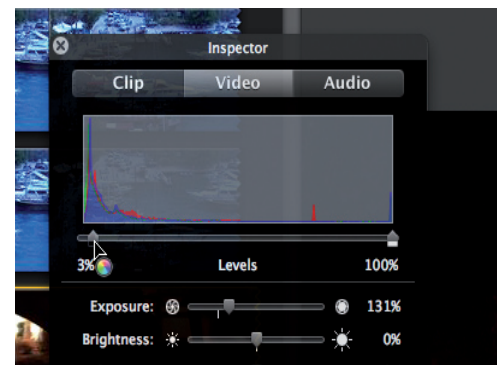 Inspector
Clip Video Audio
3% Levels 100%
Exposure: 131%
Brightness: 0%